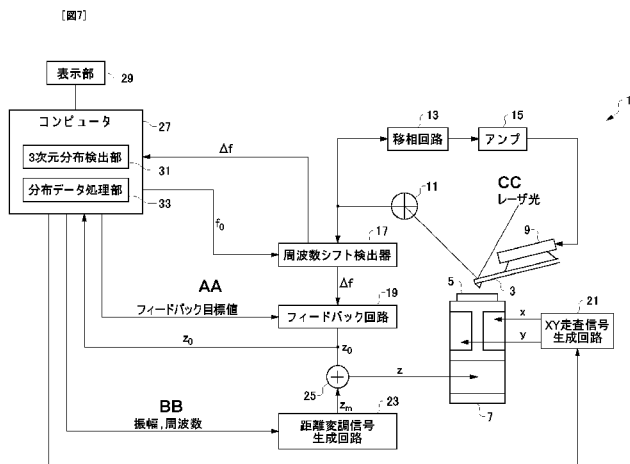 [図7]
表示部
29
コンピュータ
27
3次元分布検出部
31
分布データ処理部
33
1
13
移相回路
15
アンプ
Δf
11
CC
レーザ光
9
f0
17
周波数シフト検出器
5
3
AA
フィードバック目標値
Δf
19
フィードバック回路
x
y
21
XY走査信号
生成回路
z0
z0
z
25
7
BB
振幅,周波数
zm
23
距離変調信号
生成回路